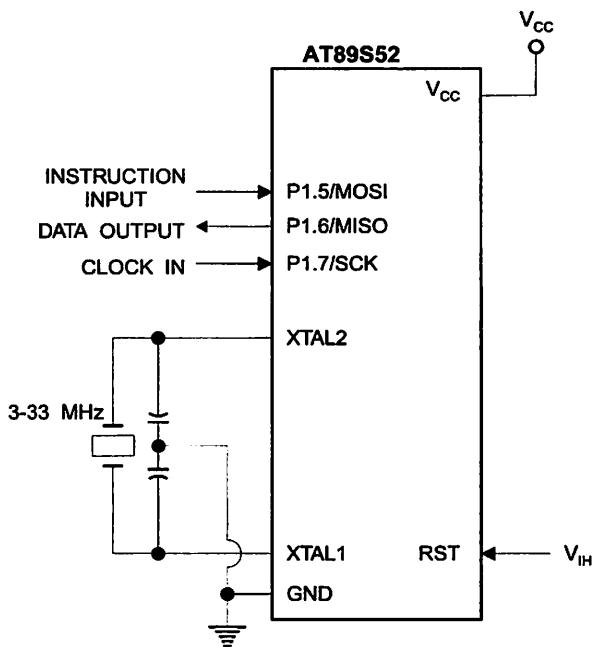 V_CC
AT89S52
V_CC
INSTRUCTION
INPUT
P1.5/MOSI
DATA OUTPUT
P1.6/MISO
CLOCK IN
P1.7/SCK
XTAL2
3-33 MHz
XTAL1
RST
V_IH
GND